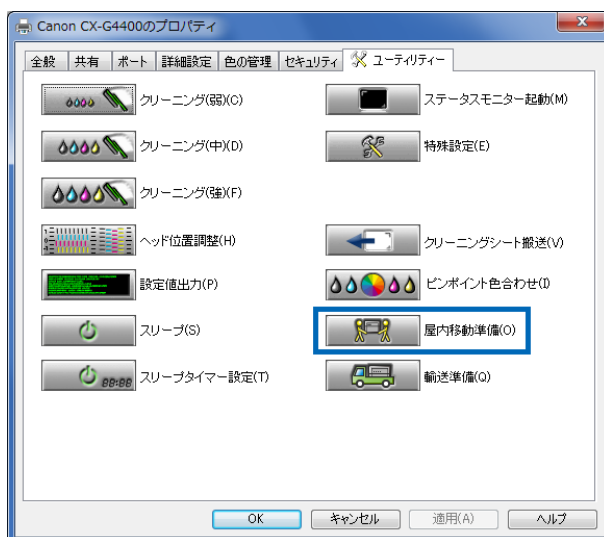 Canon CX-G4400のプロパティ
全般 共有 ポート 詳細設定 色の管理 セキュリティ ユーティリティー
クリーニング(弱)(C)
ステータスモニター起動(M)
クリーニング(中)(D)
特殊設定(E)
クリーニング(強)(F)
ヘッド位置調整(H)
クリーニングシート搬送(V)
設定値出力(P)
ピンポイント色合わせ(I)
スリープ(S)
屋内移動準備(O)
88:88
スリープタイマー設定(T)
輸送準備(Q)
OK キャンセル 適用(A) ヘルプ